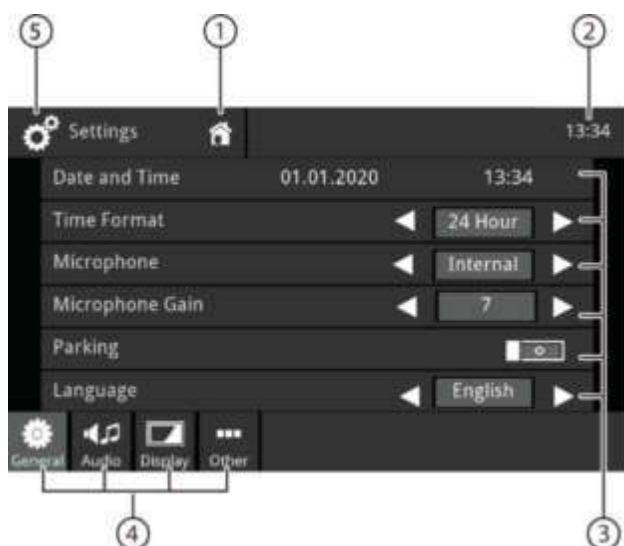 5 1 2
Settings 13:34
Date and Time 01.01.2020 13:34
Time Format 24 Hour
Microphone Internal
Microphone Gain 7
Parking
Language English
General Audio Display Other
4 3